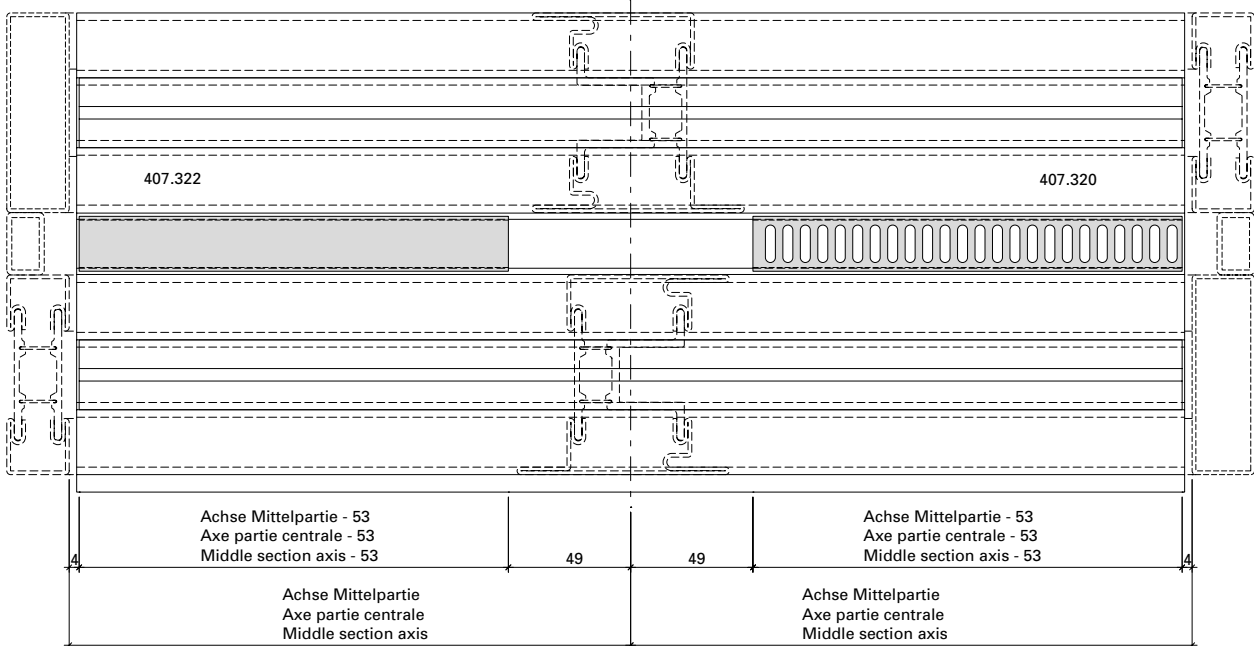 407.322
407.320
Achse Mittelpartie - 53
Axe partie centrale - 53
Middle section axis - 53
Achse Mittelpartie - 53
Axe partie centrale - 53
Middle section axis - 53
4
49
49
4
Achse Mittelpartie
Axe partie centrale
Middle section axis
Achse Mittelpartie
Axe partie centrale
Middle section axis